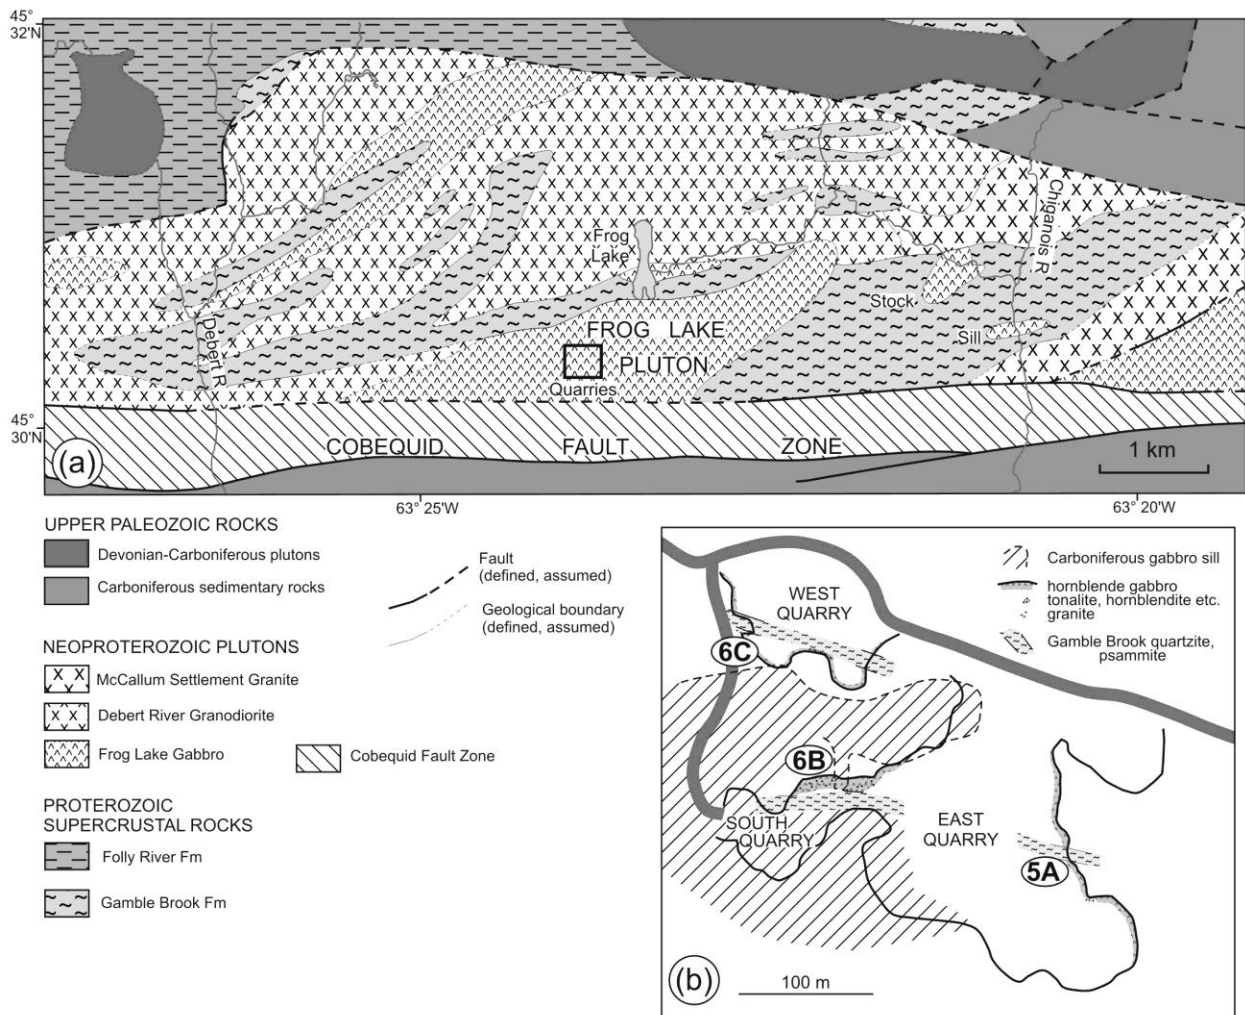 45°
32'N
Frog
Lake
Chiganois R
Stock
Debert R
FROG LAKE
Sill
PLUTON
Quarries
45°
30'N
(a)
COBEQUID FAULT ZONE
1 km
63° 25'W
63° 20'W
UPPER PALEOZOIC ROCKS
Devonian-Carboniferous plutons
Carboniferous sedimentary rocks
Fault
(defined, assumed)
Geological boundary
(defined, assumed)
NEOPROTEROZOIC PLUTONS
McCallum Settlement Granite
Debert River Granodiorite
Frog Lake Gabbro
Cobequid Fault Zone
PROTEROZOIC
SUPERCRUSTAL ROCKS
Folly River Fm
Gamble Brook Fm
Carboniferous gabbro sill
hornblende gabbro
tonalite, hornblendite etc.
granite
Gamble Brook quartzite,
psammite
WEST
QUARRY
6C
6B
SOUTH
QUARRY
EAST
QUARRY
5A
(b)
100 m